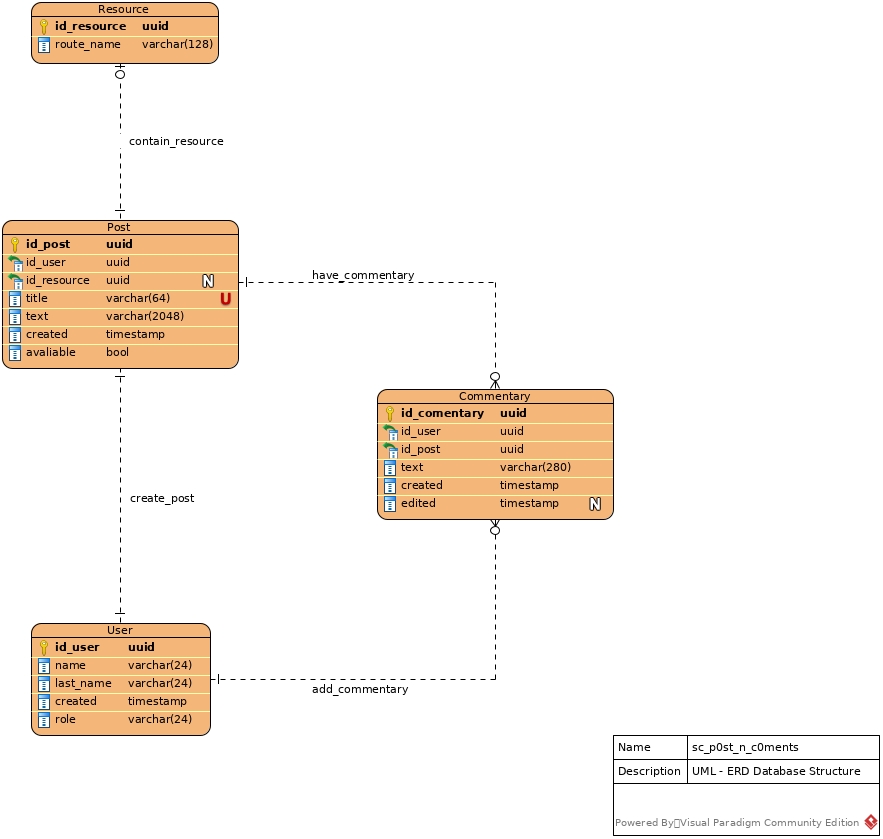 Resource
id_resource uuid
route_name varchar(128)
contain_resource
Post
id_post uuid
id_user uuid
id_resource uuid N
title varchar(64) U
text varchar(2048)
created timestamp
avaliable bool
have_commentary
Commentary
id_comentary uuid
id_user uuid
id_post uuid
text varchar(280)
created timestamp
edited timestamp N
create_post
User
id_user uuid
name varchar(24)
last_name varchar(24)
created timestamp
role varchar(24)
add_commentary
Name sc_p0st_n_c0ments
Description UML - ERD Database Structure
Powered By▯Visual Paradigm Community Edition